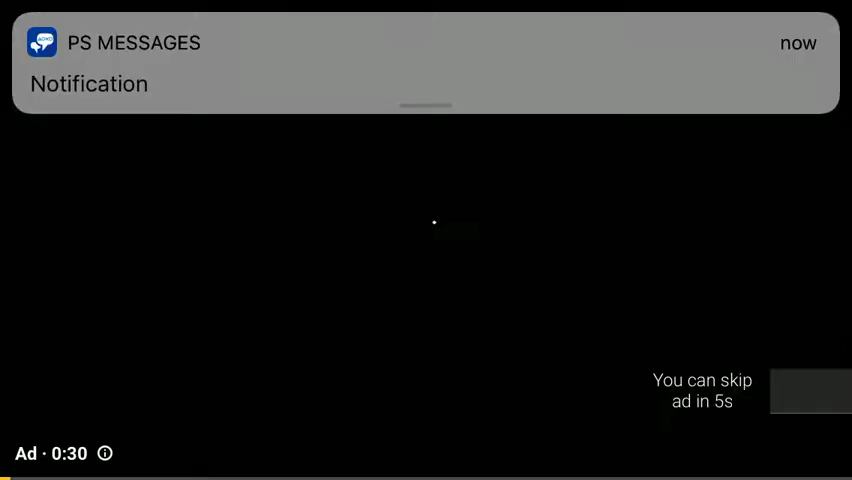 PS MESSAGES
now
Notification
You can skip
ad in 5s
Ad · 0:30